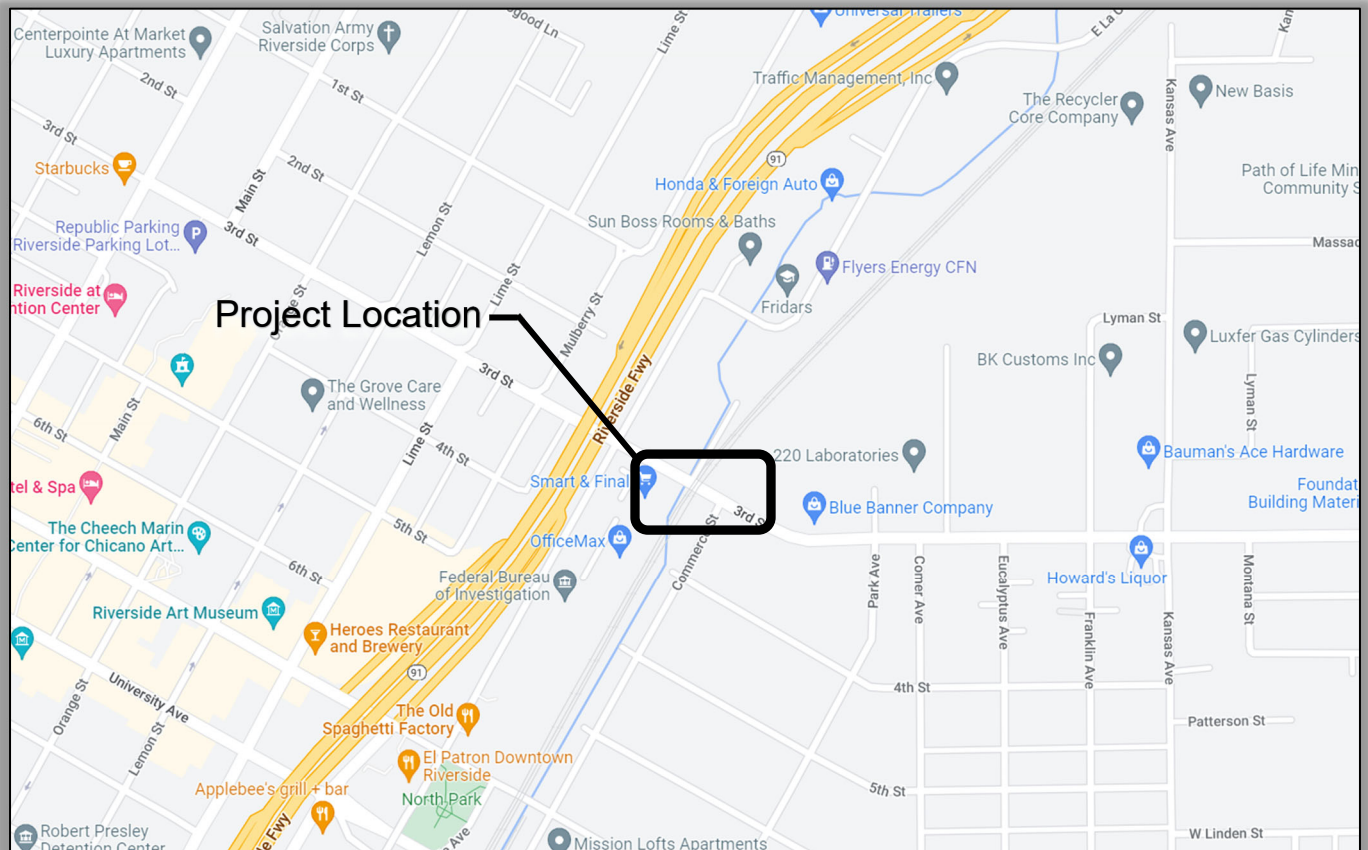 Centerpointe At Market
Luxury Apartments
Salvation Army
Riverside Corps
Lime St
Universal Trailers
Traffic Management, Inc
The Recycler
Core Company
Kansas Ave
New Basis
2nd St
1st St
3rd St
Starbucks
2nd St
Main St
91
Path of Life Min
Community S
Honda & Foreign Auto
Republic Parking
Riverside Parking Lot...
3rd St
Lemon St
Sun Boss Rooms & Baths
Massac
Flyers Energy CFN
Riverside at
ntion Center
Lime St
Fridars
Project Location
Mulberry St
Lyman St
Luxfer Gas Cylinders
BK Customs Inc
3rd St
The Grove Care
and Wellness
Riverside Fwy
Lyman St
Main St
6th St
Lime St
4th St
220 Laboratories
Bauman's Ace Hardware
tel & Spa
Smart & Final
Foundat
Building Materi
3rd S
Blue Banner Company
The Cheech Marin
Center for Chicano Art...
5th St
OfficeMax
Commerce St
Howard's Liquor
6th St
Federal Bureau
of Investigation
Park Ave
Comer Ave
Eucalyptus Ave
Franklin Ave
Kansas Ave
Montana St
Riverside Art Museum
Heroes Restaurant
and Brewery
91
University Ave
4th St
Orange St
Lemon St
The Old
Spaghetti Factory
Patterson St
El Patron Downtown
Riverside
Applebee's grill + bar
North Park
5th St
Robert Presley
Detention Center
e Fwy
Ave
Mission Lofts Apartments
W Linden St